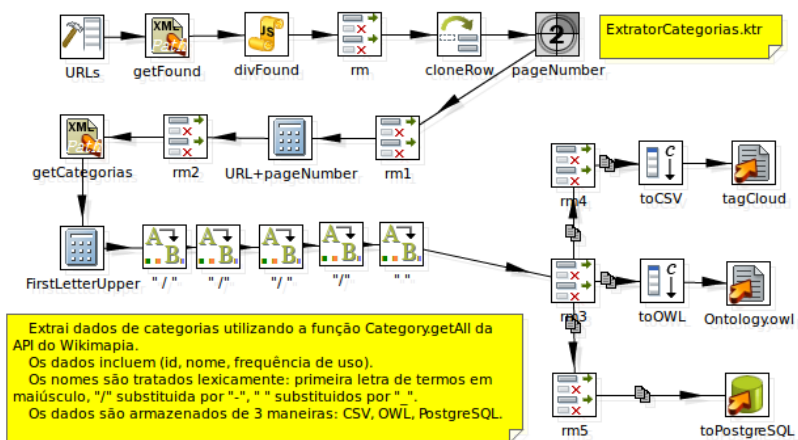 ExtratorCategorias.ktr
URLs
getFound
divFound
rm
cloneRow
pageNumber
getCategorias
rm2
URL+pageNumber
rm1
rm4
toCSV
tagCloud
FirstLetterUpper
" / "
" /"
"/ "
"/"
" "
rm3
toOWL
Ontology.owl
Extrai dados de categorias utilizando a função Category.getAll da
API do Wikimapia.
Os dados incluem (id, nome, frequência de uso).
Os nomes são tratados lexicamente: primeira letra de termos em
maiúsculo, "/" substituida por "-", " " substituidos por "_".
Os dados são armazenados de 3 maneiras: CSV, OWL, PostgreSQL.
rm5
toPostgreSQL